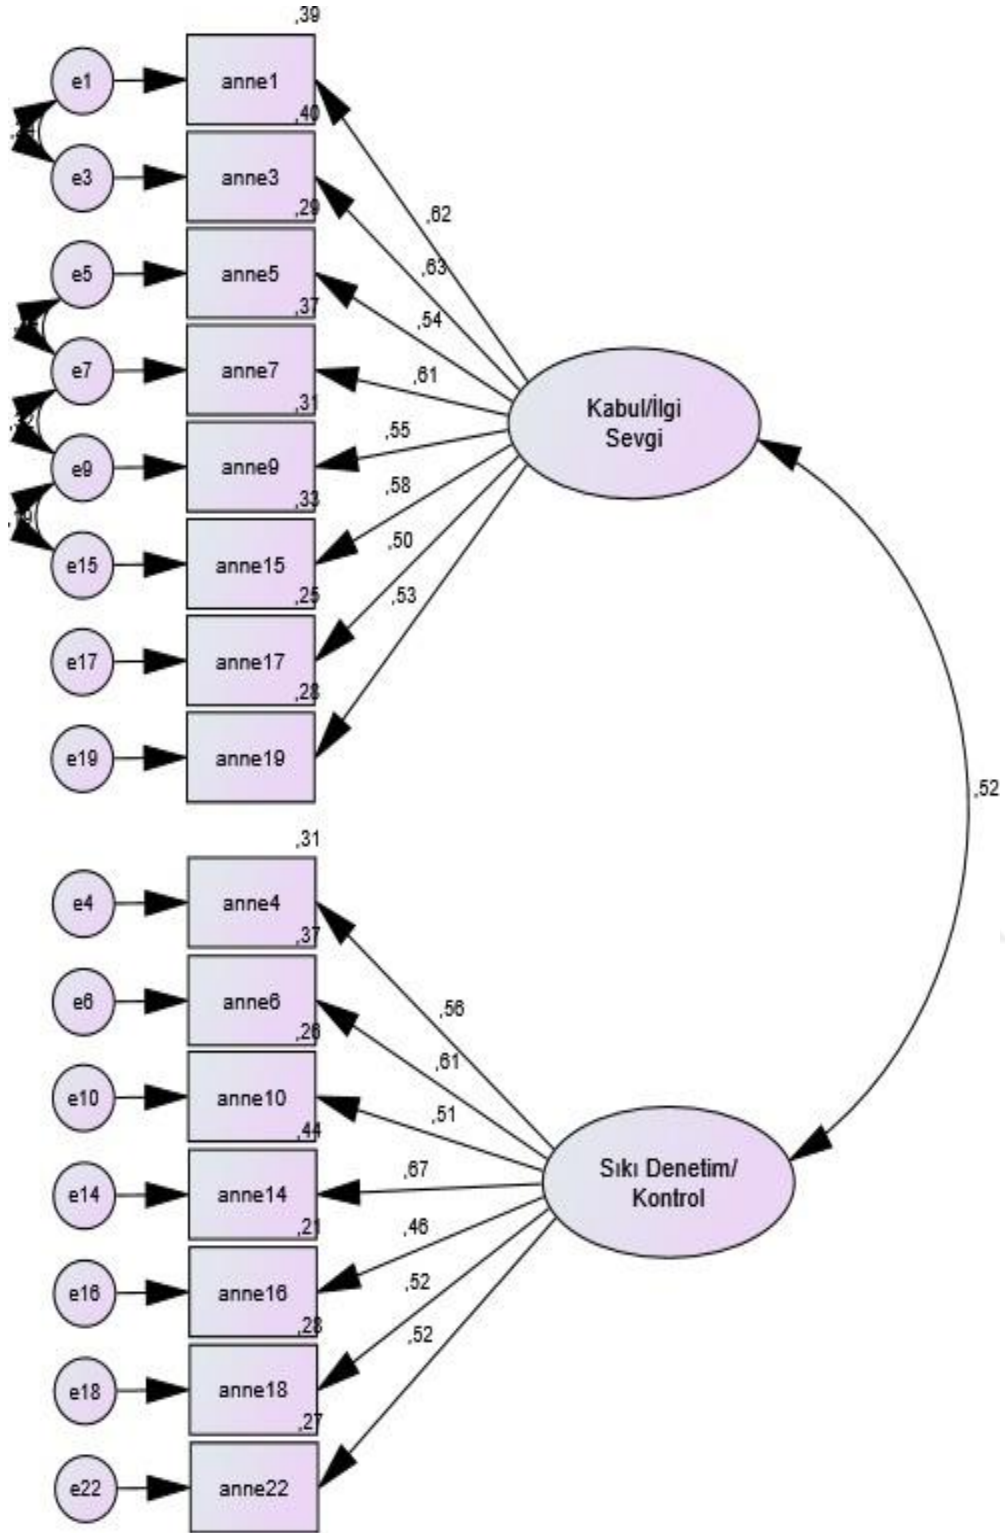 ,39
e1
anne1
,40
e3
anne3
,29
e5
anne5
,37
e7
anne7
,31
e9
anne9
,33
e15
anne15
,25
e17
anne17
,28
e19
anne19
,62
,63
,54
,61
,55
,58
,50
,53
Kabul/İlgi
Sevgi
,52
,31
e4
anne4
,37
e6
anne6
,26
e10
anne10
,44
e14
anne14
,21
e16
anne16
,28
e18
anne18
,27
e22
anne22
,56
,61
,51
,67
,46
,52
,52
Sıkı Denetim/
Kontrol